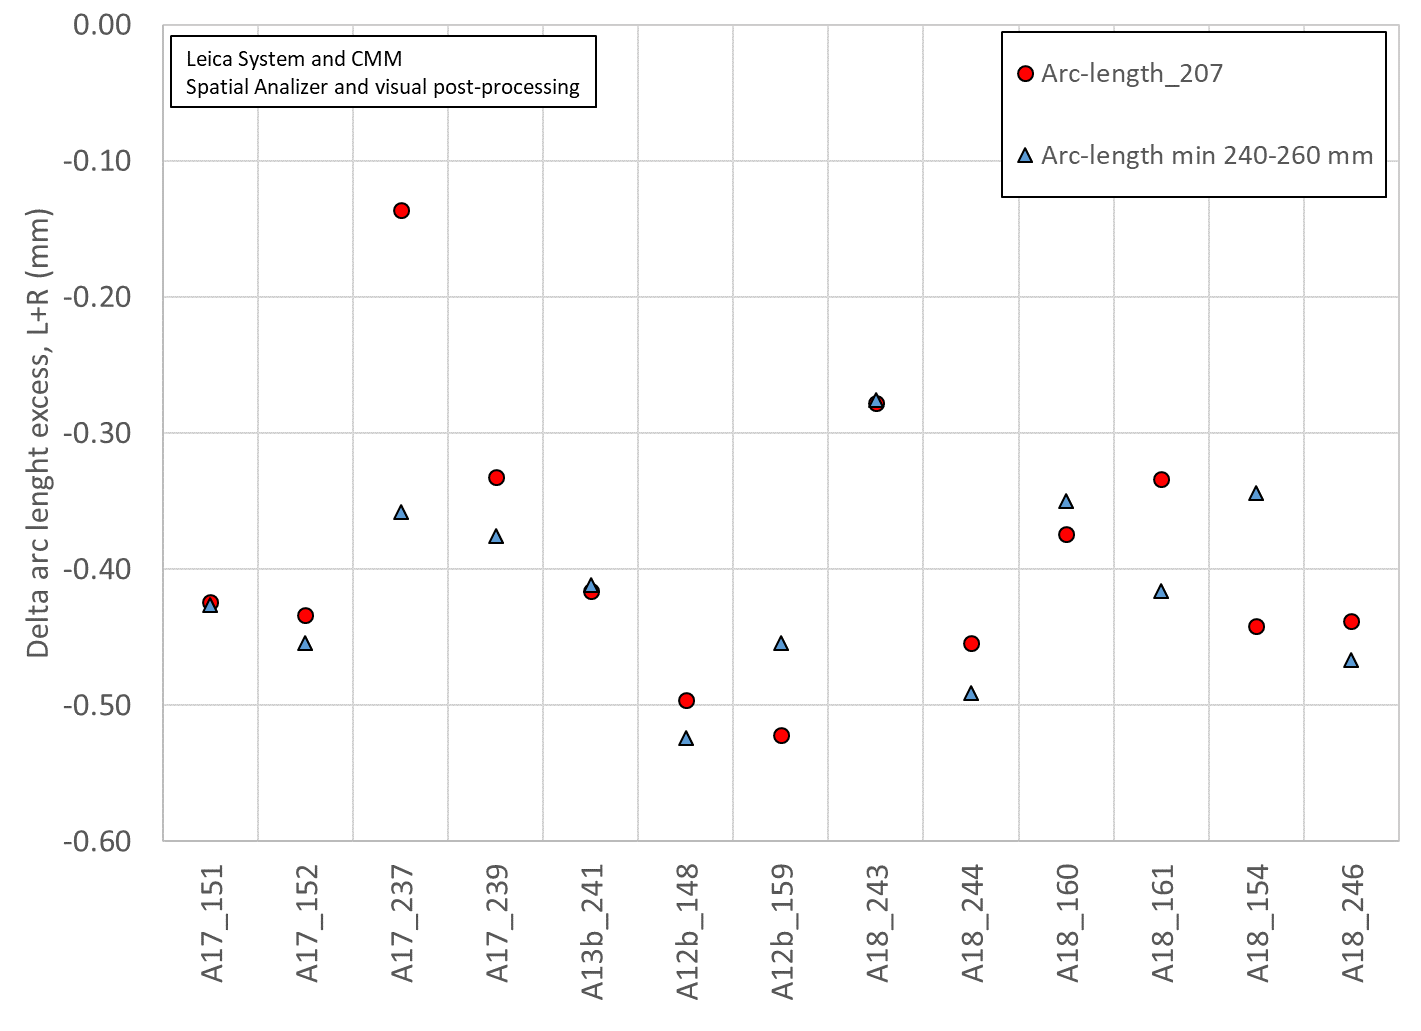 0.00
-0.10
-0.20
-0.30
-0.40
-0.50
-0.60
Delta arc lenght excess, L+R (mm)
Leica System and CMM
Spatial Analizer and visual post-processing
Arc-length_207
Arc-length min 240-260 mm
A17_151
A17_152
A17_237
A17_239
A13b_241
A12b_148
A12b_159
A18_243
A18_244
A18_160
A18_161
A18_154
A18_246